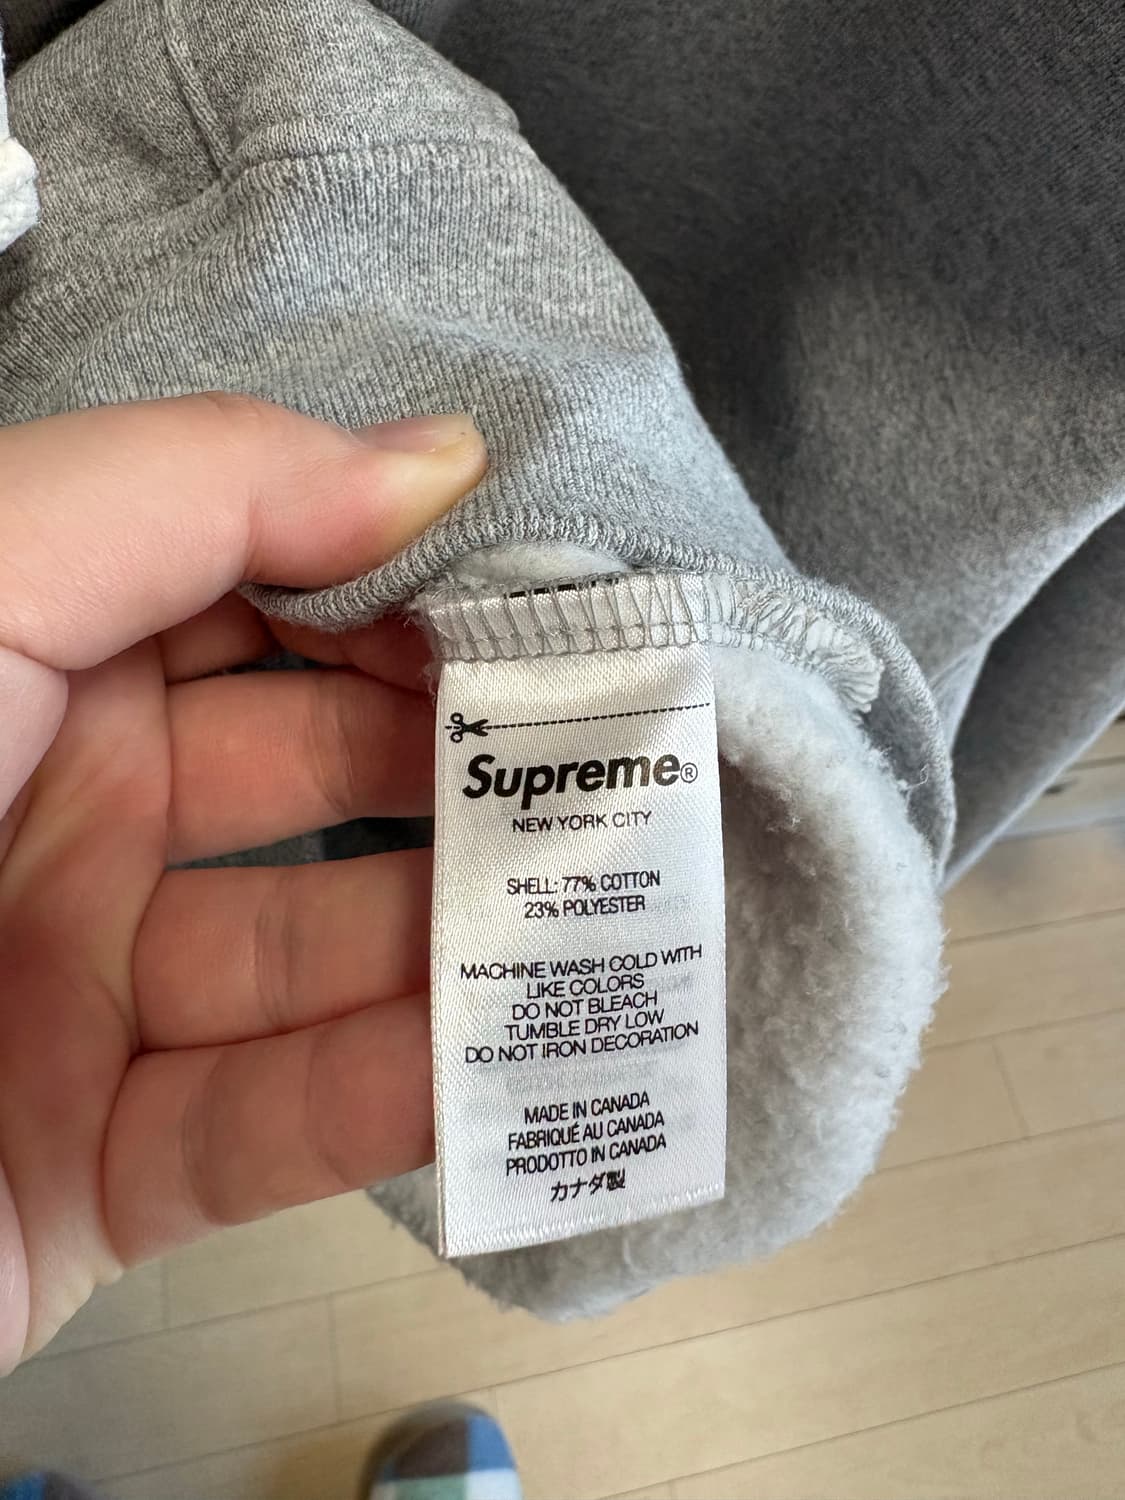 Supreme®
NEW YORK CITY
SHELL: 77% COTTON
23% POLYESTER
MACHINE WASH COLD WITH
LIKE COLORS
DO NOT BLEACH
TUMBLE DRY LOW
DO NOT IRON DECORATION
MADE IN CANADA
FABRIQUÉ AU CANADA
PRODOTTO IN CANADA
カナダ製